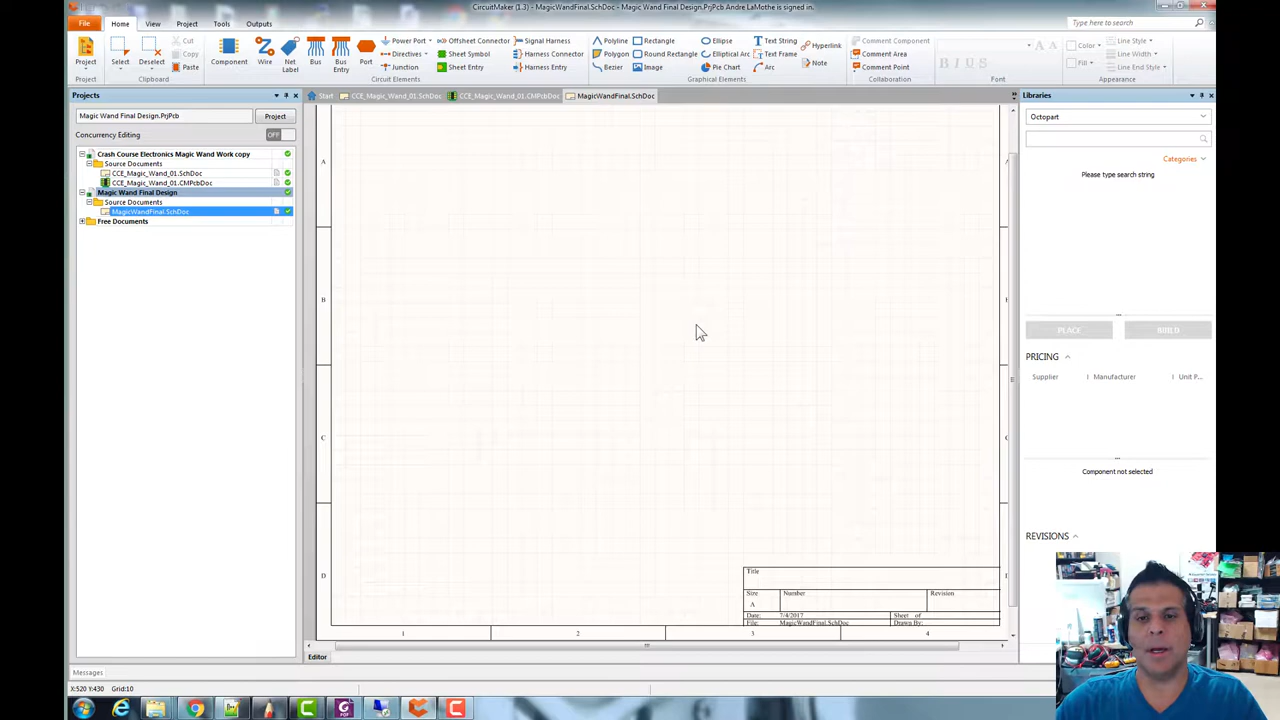 CircuitMaker (1.3) - MagicWandFinal.SchDoc - Magic Wand Final Design.PrjPcb Andre LaMothe is signed in.
File Home View Project Tools Outputs
Type here to search
Project
Project
Select
Deselect
Cut
Copy
Paste
Clipboard
Component
Wire
Net Label
Bus
Bus Entry
Port
Power Port
Directives
Junction
Offsheet Connector
Sheet Symbol
Sheet Entry
Signal Harness
Harness Connector
Harness Entry
Circuit Elements
Polyline
Polygon
Bezier
Rectangle
Round Rectangle
Image
Ellipse
Elliptical Arc
Pie Chart
Text String
Text Frame
Arc
Hyperlink
Note
Graphical Elements
Comment Component
Comment Area
Comment Point
Collaboration
B I U S
Font
Color
Fill
Line Style
Line Width
Line End Style
Appearance
Projects
Magic Wand Final Design.PrjPcb
Project
Concurrency Editing
OFF
Crash Course Electronics Magic Wand Work copy
Source Documents
CCE_Magic_Wand_01.SchDoc
CCE_Magic_Wand_01.CMPcbDoc
Magic Wand Final Design
Source Documents
MagicWandFinal.SchDoc
Free Documents
Start CCE_Magic_Wand_01.SchDoc CCE_Magic_Wand_01.CMPcbDoc MagicWandFinal.SchDoc
A
B
C
D
Title
Size
A
Number
Revision
Date: 7/4/2017 Sheet of
File: MagicWandFinal.SchDoc Drawn By:
1 2 3 4
Editor
Libraries
Octopart
Categories
Please type search string
PLACE BUILD
PRICING
Supplier Manufacturer Unit P...
Component not selected
REVISIONS
Messages
X:520 Y:430 Grid:10